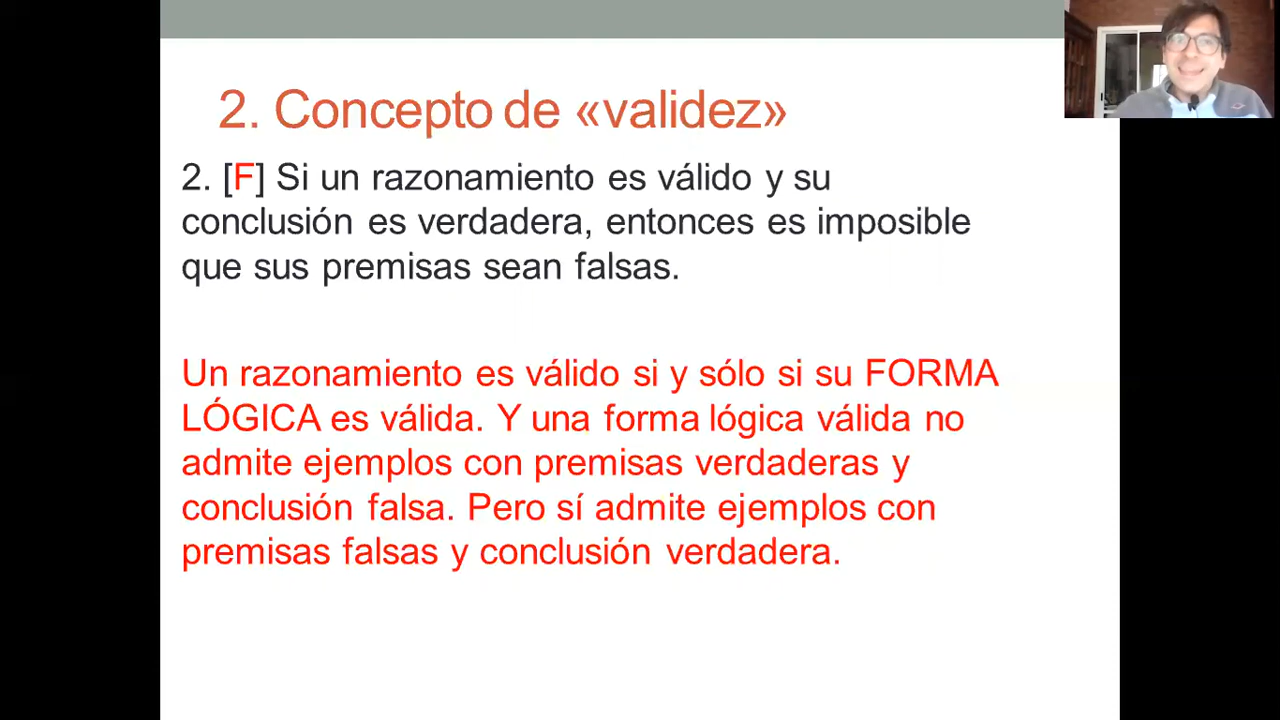 2. Concepto de «validez»
2. [F] Si un razonamiento es válido y su
conclusión es verdadera, entonces es imposible
que sus premisas sean falsas.
Un razonamiento es válido si y sólo si su FORMA
LÓGICA es válida. Y una forma lógica válida no
admite ejemplos con premisas verdaderas y
conclusión falsa. Pero sí admite ejemplos con
premisas falsas y conclusión verdadera.